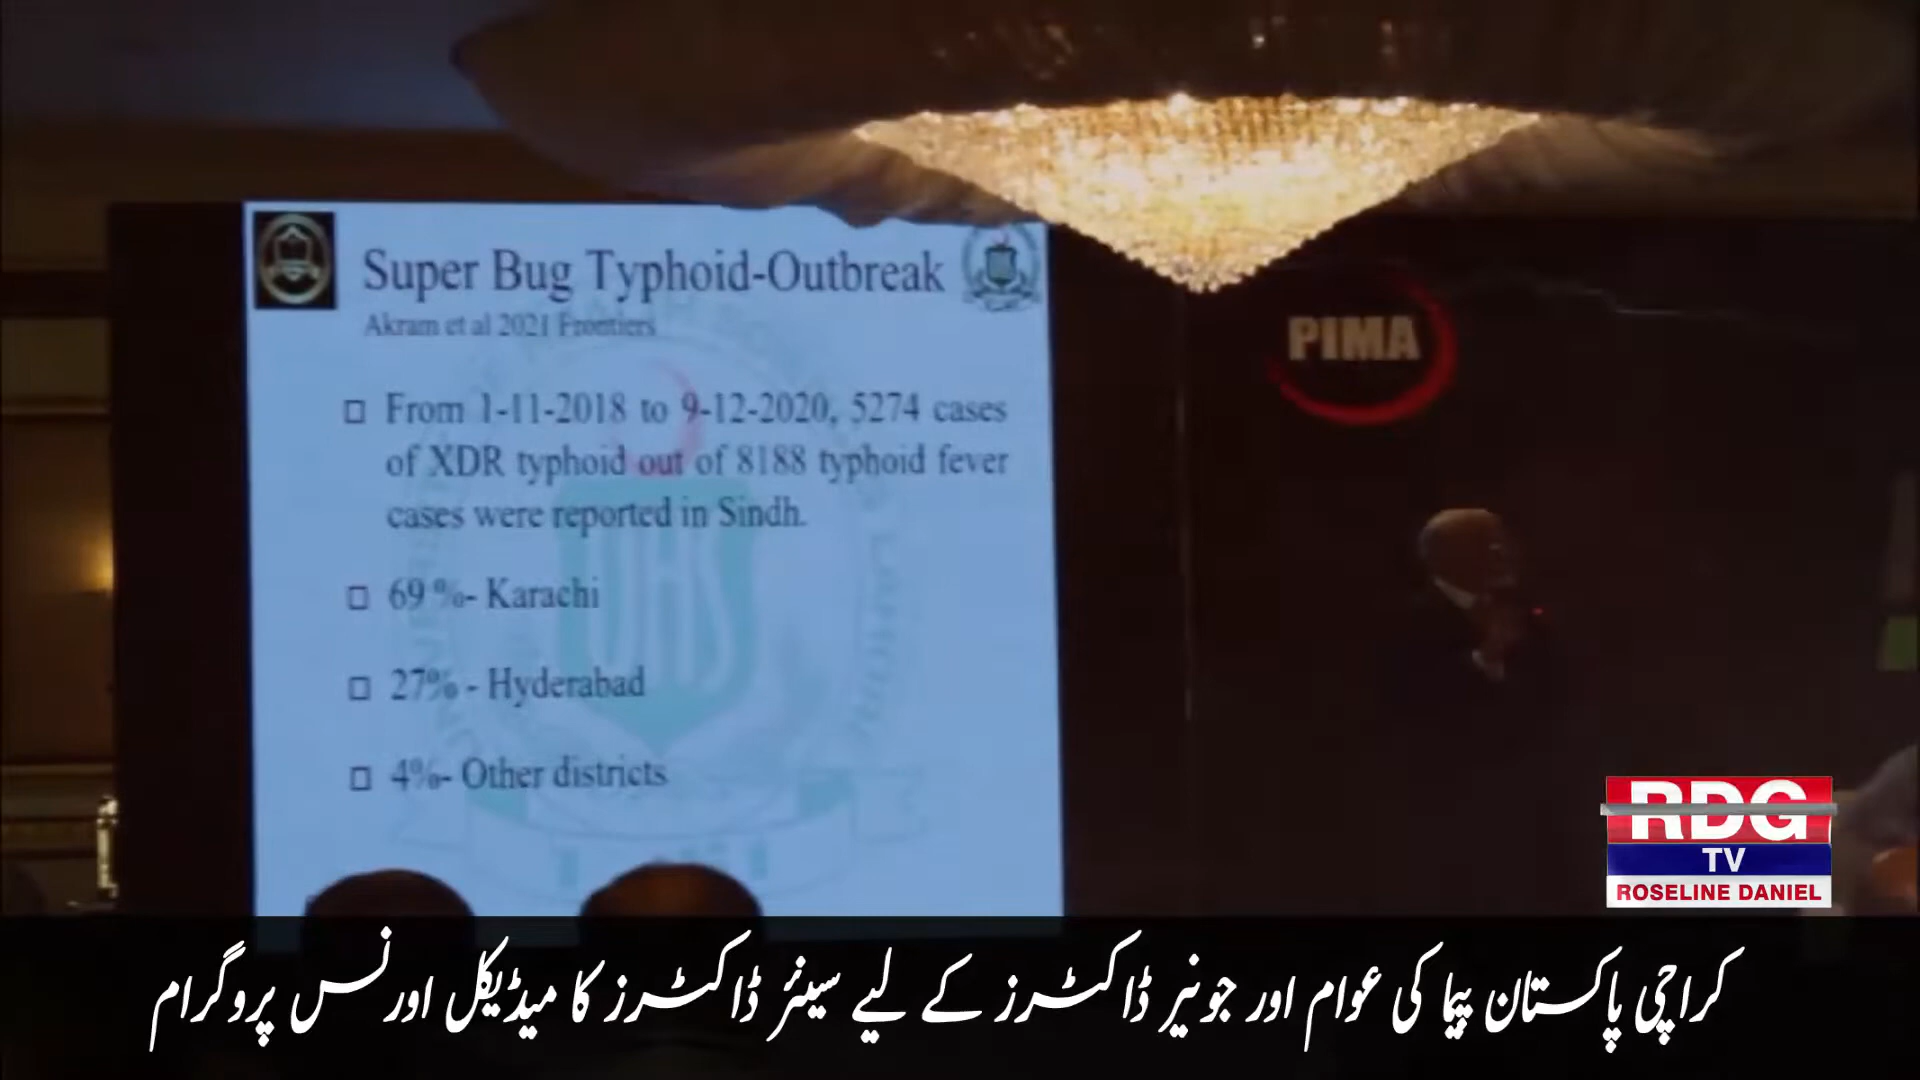 Super Bug Typhoid-Outbreak
Akram et al 2021 Frontiers
From 1-11-2018 to 9-12-2020, 5274 cases
of XDR typhoid out of 8188 typhoid fever
cases were reported in Sindh.
69 %- Karachi
27% - Hyderabad
4%- Other districts
UHS
PIMA
RDG
TV
ROSELINE DANIEL
کراچی پاکستان پیما کی عوام اور جونیر ڈاکٹرز کے لیے سینئر ڈاکٹرز کا میڈیکل اورنس پروگرام